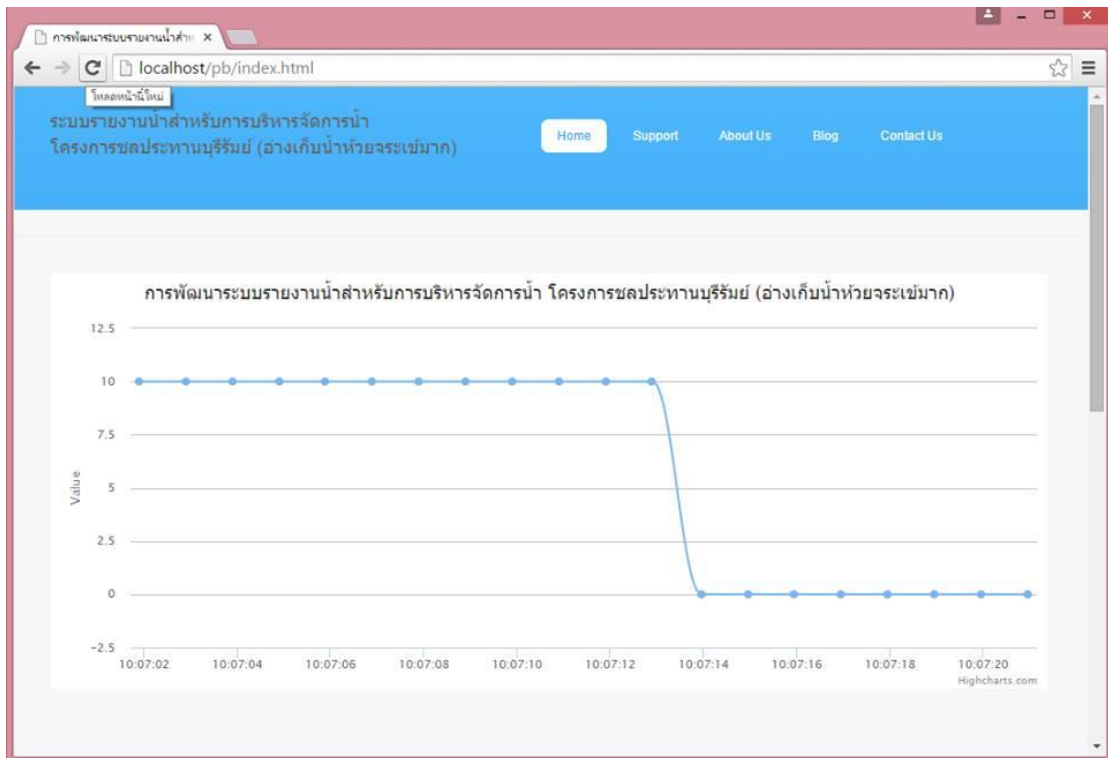 การพัฒนาระบบรายงานน้ำสำห
localhost/pb/index.html
โหลดหน้านี้ใหม่
ระบบรายงานน้ำสำหรับการบริหารจัดการน้ำ
โครงการชลประทานบุรีรัมย์ (อ่างเก็บน้ำห้วยจระเข้มาก)
Home Support About Us Blog Contact Us
การพัฒนาระบบรายงานน้ำสำหรับการบริหารจัดการน้ำ โครงการชลประทานบุรีรัมย์ (อ่างเก็บน้ำห้วยจระเข้มาก)
12.5
10
7.5
Value
5
2.5
0
-2.5
10:07:02 10:07:04 10:07:06 10:07:08 10:07:10 10:07:12 10:07:14 10:07:16 10:07:18 10:07:20
Highcharts.com